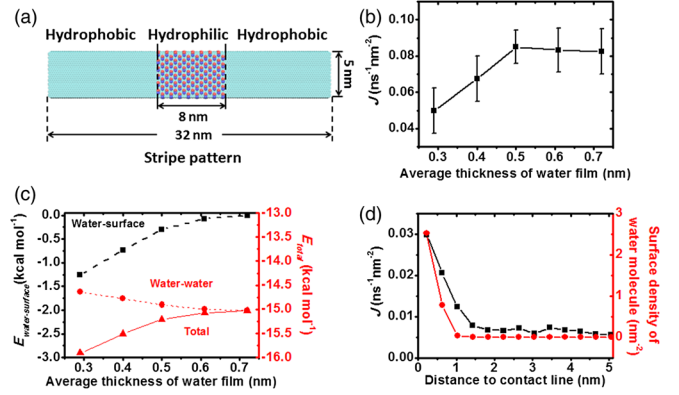 (a)
Hydrophobic Hydrophilic Hydrophobic
5 nm
8 nm
32 nm
Stripe pattern
(b)
J (ns⁻¹nm⁻²)
0.10
0.08
0.06
0.04
0.3 0.4 0.5 0.6 0.7
Average thickness of water film (nm)
(c)
E_water-surface (kcal mol⁻¹)
0.0
-0.5
-1.0
-1.5
-2.0
-2.5
-3.0
Water-surface
Water-water
Total
-13.0
-13.5
-14.0
-14.5
-15.0
-15.5
-16.0
E_total (kcal mol⁻¹)
0.3 0.4 0.5 0.6 0.7
Average thickness of water film (nm)
(d)
J (ns⁻¹nm⁻²)
0.03
0.02
0.01
0.00
3
2
1
0
Surface density of
water molecule (nm⁻²)
0 1 2 3 4 5
Distance to contact line (nm)